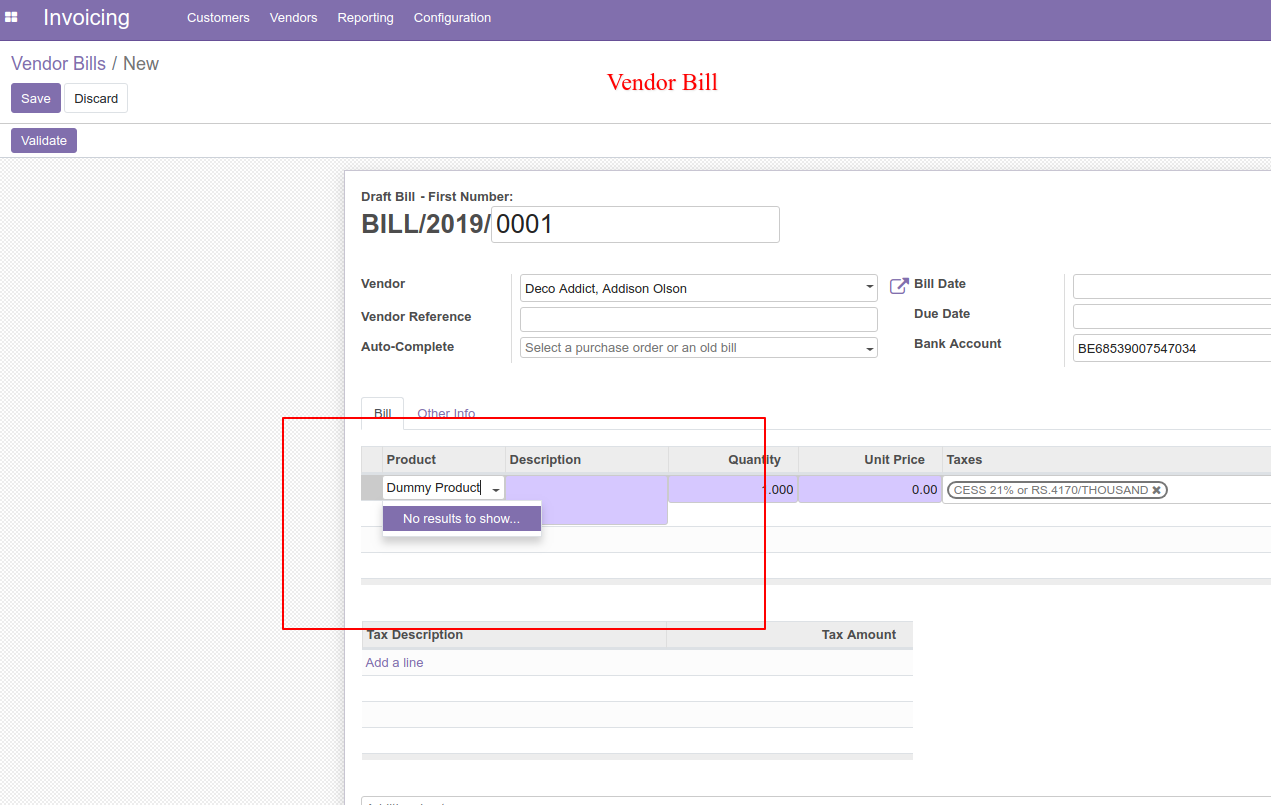 Invoicing Customers Vendors Reporting Configuration
Vendor Bills / New
Vendor Bill
Save Discard
Validate
Draft Bill - First Number:
BILL/2019/ 0001
Vendor Deco Addict, Addison Olson Bill Date
Vendor Reference Due Date
Auto-Complete Select a purchase order or an old bill Bank Account BE68539007547034
Bill Other Info
Product Description Quantity Unit Price Taxes
Dummy Product 1.000 0.00 CESS 21% or RS.4170/THOUSAND
No results to show...
Tax Description Tax Amount
Add a line